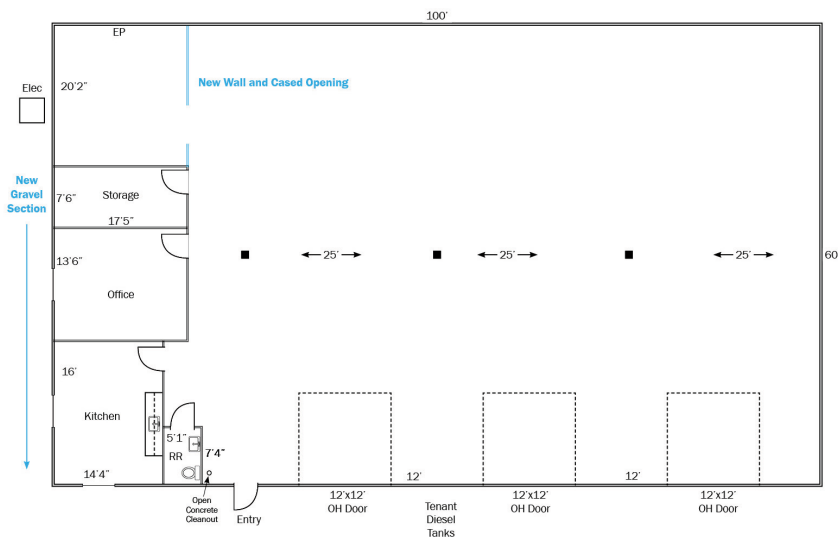 100'
EP
20'2"
New Wall and Cased Opening
Elec
New
Gravel
Section
Storage
7'6"
17'5"
13'6"
Office
25'
25'
25'
60
16'
Kitchen
14'4"
5'1"
RR
7'4"
12'
12'
Open
Concrete
Cleanout
Entry
12'x12'
OH Door
Tenant
Diesel
Tanks
12'x12'
OH Door
12'x12'
OH Door